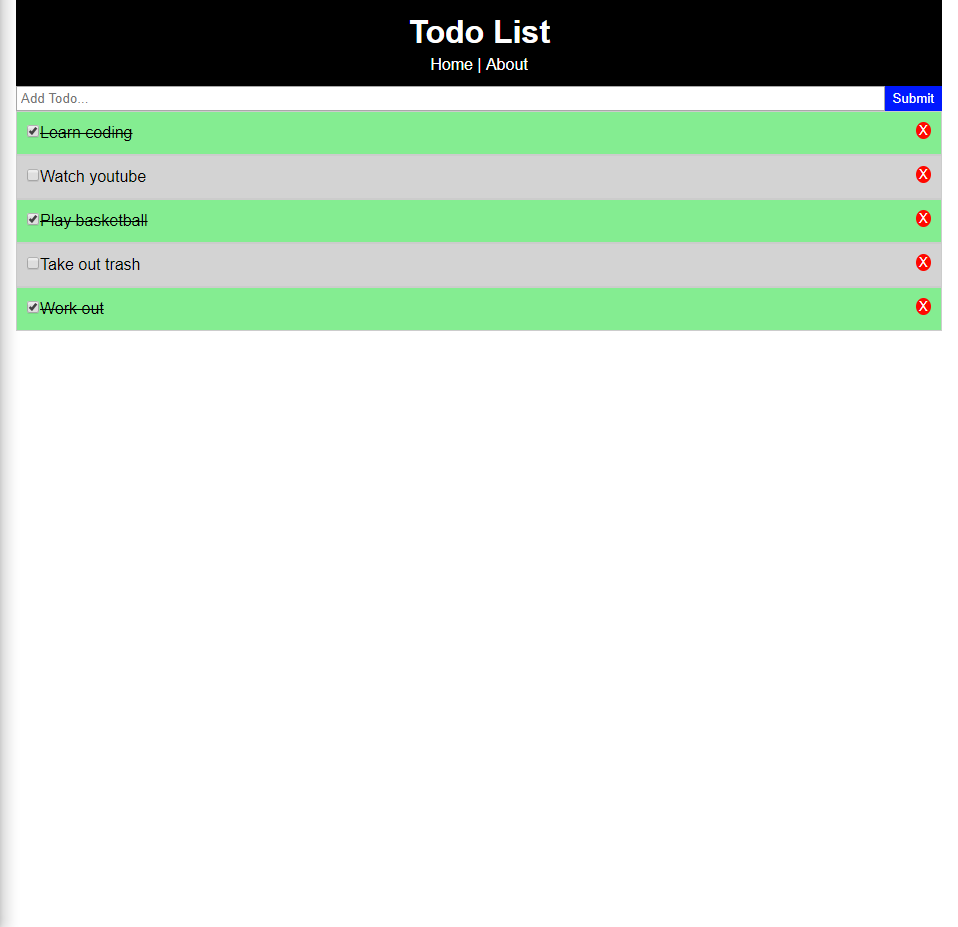 Todo List
Home | About
Add Todo... Submit
Learn coding X
Watch youtube X
Play basketball X
Take out trash X
Work out X